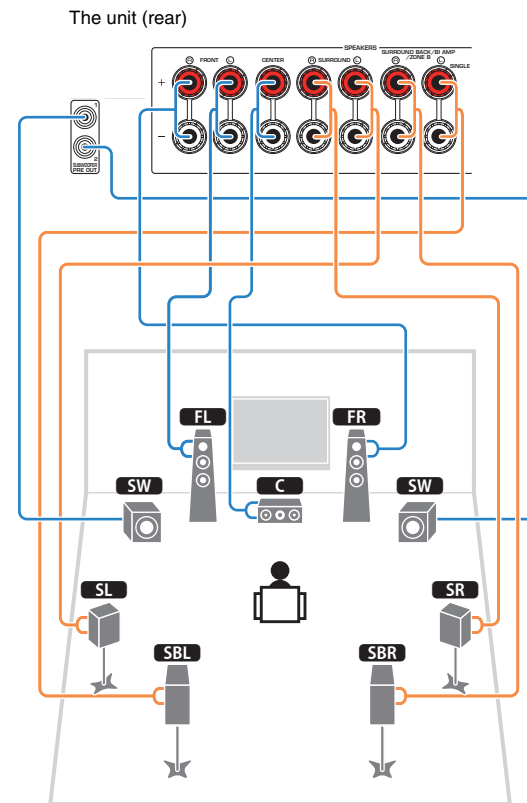 The unit (rear)
SPEAKERS
SURROUND BACK/BI AMP
/ZONE B
R FRONT L CENTER R SURROUND L R L SINGLE
+
−
1
2
SUBWOOFER
PRE OUT
FL FR
SW C SW
SL SR
SBL SBR